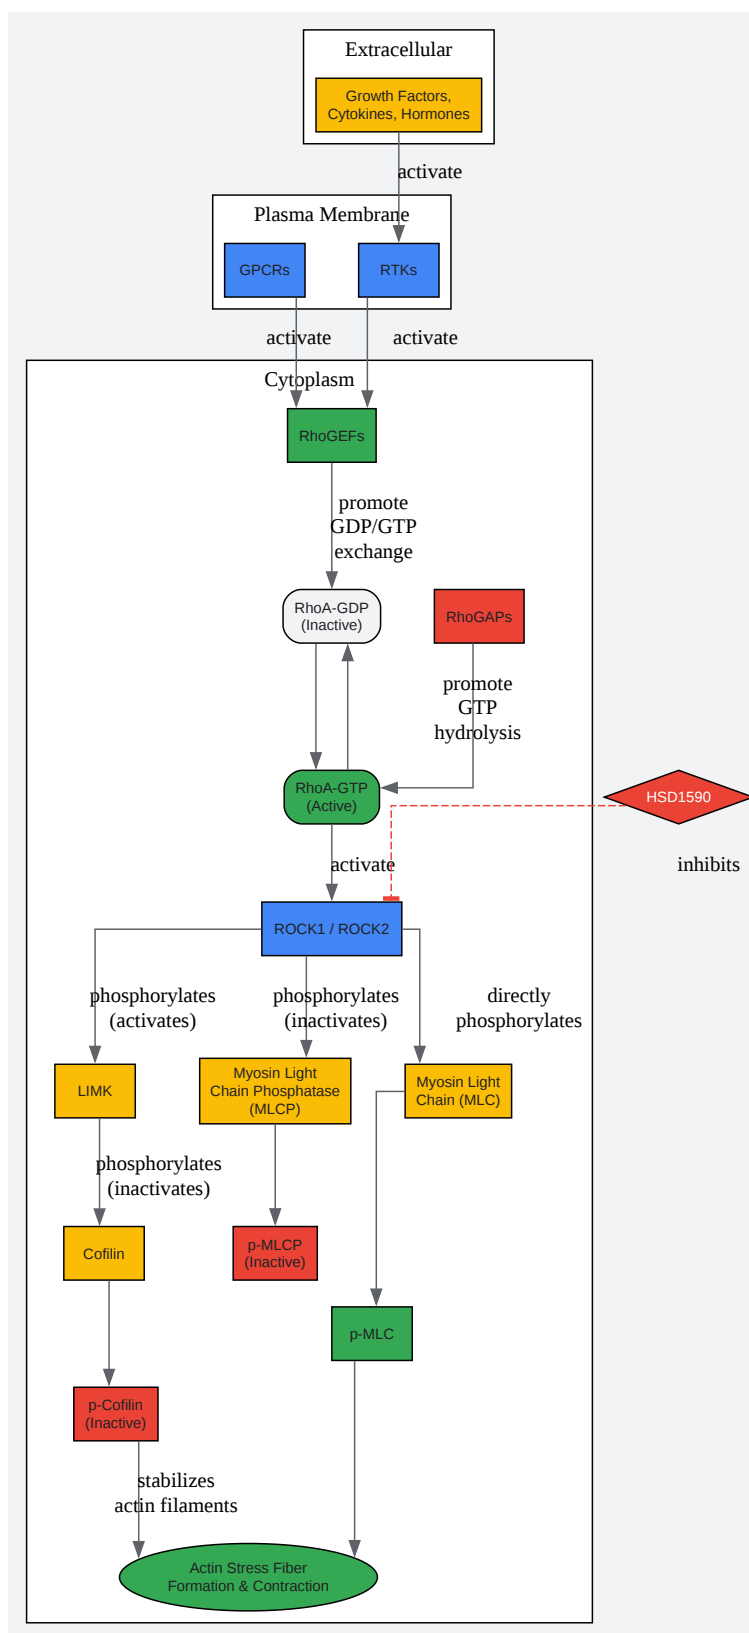 Extracellular
Growth Factors,
Cytokines, Hormones
activate
Plasma Membrane
GPCRs
RTKs
activate
activate
Cytoplasm
RhoGEFs
promote
GDP/GTP
exchange
RhoA-GDP
(Inactive)
RhoGAPs
promote
GTP
hydrolysis
RhoA-GTP
(Active)
HSD1590
activate
inhibits
ROCK1 / ROCK2
phosphorylates
(activates)
phosphorylates
(inactivates)
directly
phosphorylates
LIMK
Myosin Light
Chain Phosphatase
(MLCP)
Myosin Light
Chain (MLC)
phosphorylates
(inactivates)
Cofilin
p-MLCP
(Inactive)
p-MLC
p-Cofilin
(Inactive)
stabilizes
actin filaments
Actin Stress Fiber
Formation & Contraction